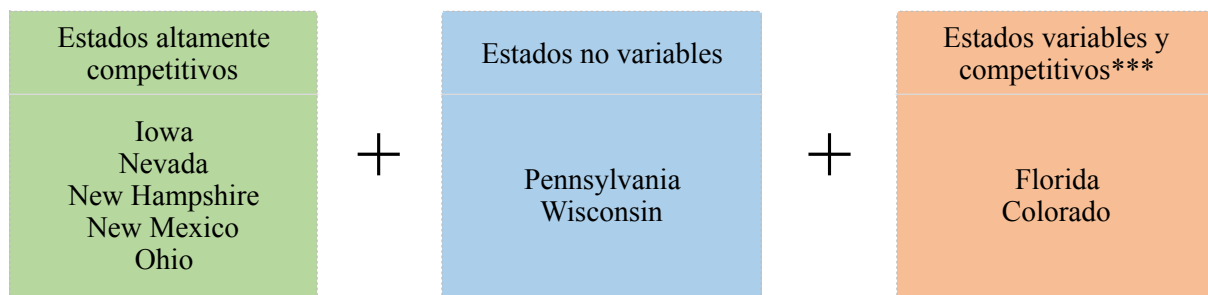 Estados altamente
competitivos
Iowa
Nevada
New Hampshire
New Mexico
Ohio
+
Estados no variables
Pennsylvania
Wisconsin
+
Estados variables y
competitivos***
Florida
Colorado